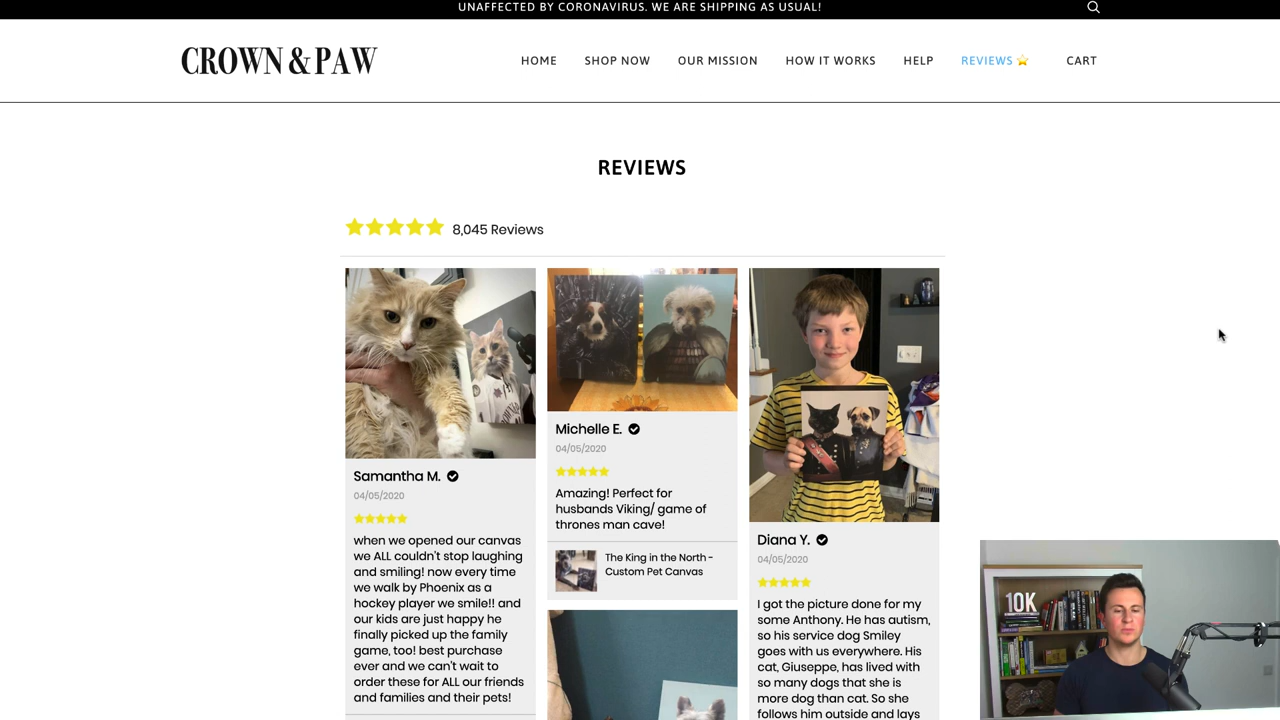 UNAFFECTED BY CORONAVIRUS. WE ARE SHIPPING AS USUAL!
CROWN & PAW
HOME
SHOP NOW
OUR MISSION
HOW IT WORKS
HELP
REVIEWS ⭐
CART
REVIEWS
8,045 Reviews
Samantha M.
04/05/2020
when we opened our canvas
we ALL couldn't stop laughing
and smiling! now every time
we walk by Phoenix as a
hockey player we smile!! and
our kids are just happy he
finally picked up the family
game, too! best purchase
ever and we can't wait to
order these for ALL our friends
and families and their pets!
Michelle E.
04/05/2020
Amazing! Perfect for
husbands Viking/ game of
thrones man cave!
The King in the North -
Custom Pet Canvas
Diana Y.
04/05/2020
I got the picture done for my
some Anthony. He has autism,
so his service dog Smiley
goes with us everywhere. His
cat, Giuseppe, has lived with
so many dogs that she is
more dog than cat. So she
follows him outside and lays
10K